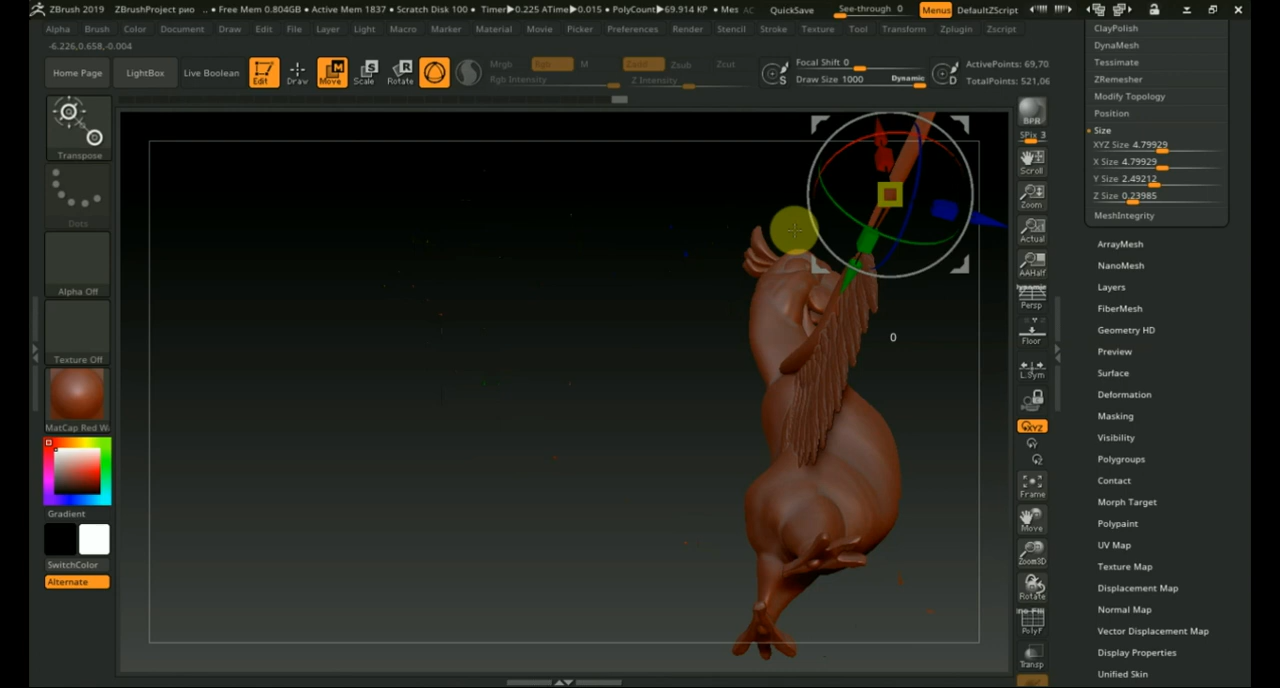 ZBrush 2019 ZBrushProject рио .. • Free Mem 0.804GB • Active Mem 1837 • Scratch Disk 100 • Timer▶0.225 ATime▶0.015 • PolyCount▶69.914 KP • Mes AC QuickSave See-through 0 Menus DefaultZScript
Alpha Brush Color Document Draw Edit File Layer Light Macro Marker Material Movie Picker Preferences Render Stencil Stroke Texture Tool Transform Zplugin Zscript
-6.226,0.658,-0.004
Home Page LightBox Live Boolean Edit Draw Move Scale Rotate
Mrgb Rgb M Zadd Zsub Zcut
Rgb Intensity Z Intensity
S Focal Shift 0
Draw Size 1000 Dynamic
D ActivePoints: 69,70
TotalPoints: 521,06
Transpose
Dots
Alpha Off
Texture Off
MatCap Red W
Gradient
SwitchColor
Alternate
0
BPR
SPix 3
Scroll
Zoom
Actual
AAHalf
Dynamic
Persp
Floor
L.Sym
XYZ
Frame
Move
Zoom3D
Rotate
Line Fill
PolyF
Transp
ClayPolish
DynaMesh
Tessimate
ZRemesher
Modify Topology
Position
Size
XYZ Size 4.79929
X Size 4.79929
Y Size 2.49212
Z Size 0.23985
MeshIntegrity
ArrayMesh
NanoMesh
Layers
FiberMesh
Geometry HD
Preview
Surface
Deformation
Masking
Visibility
Polygroups
Contact
Morph Target
Polypaint
UV Map
Texture Map
Displacement Map
Normal Map
Vector Displacement Map
Display Properties
Unified Skin